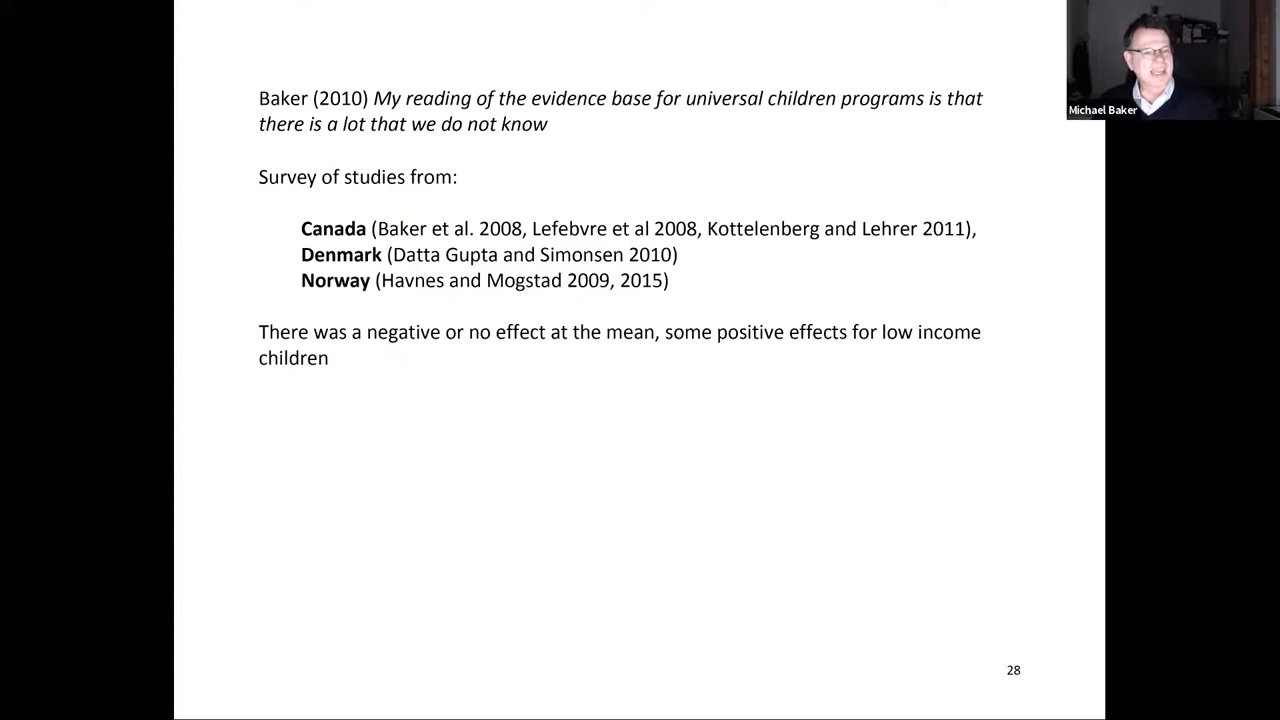 Baker (2010) My reading of the evidence base for universal children programs is that
there is a lot that we do not know
Survey of studies from:
Canada (Baker et al. 2008, Lefebvre et al 2008, Kottelenberg and Lehrer 2011),
Denmark (Datta Gupta and Simonsen 2010)
Norway (Havnes and Mogstad 2009, 2015)
There was a negative or no effect at the mean, some positive effects for low income
children
28
Michael Baker